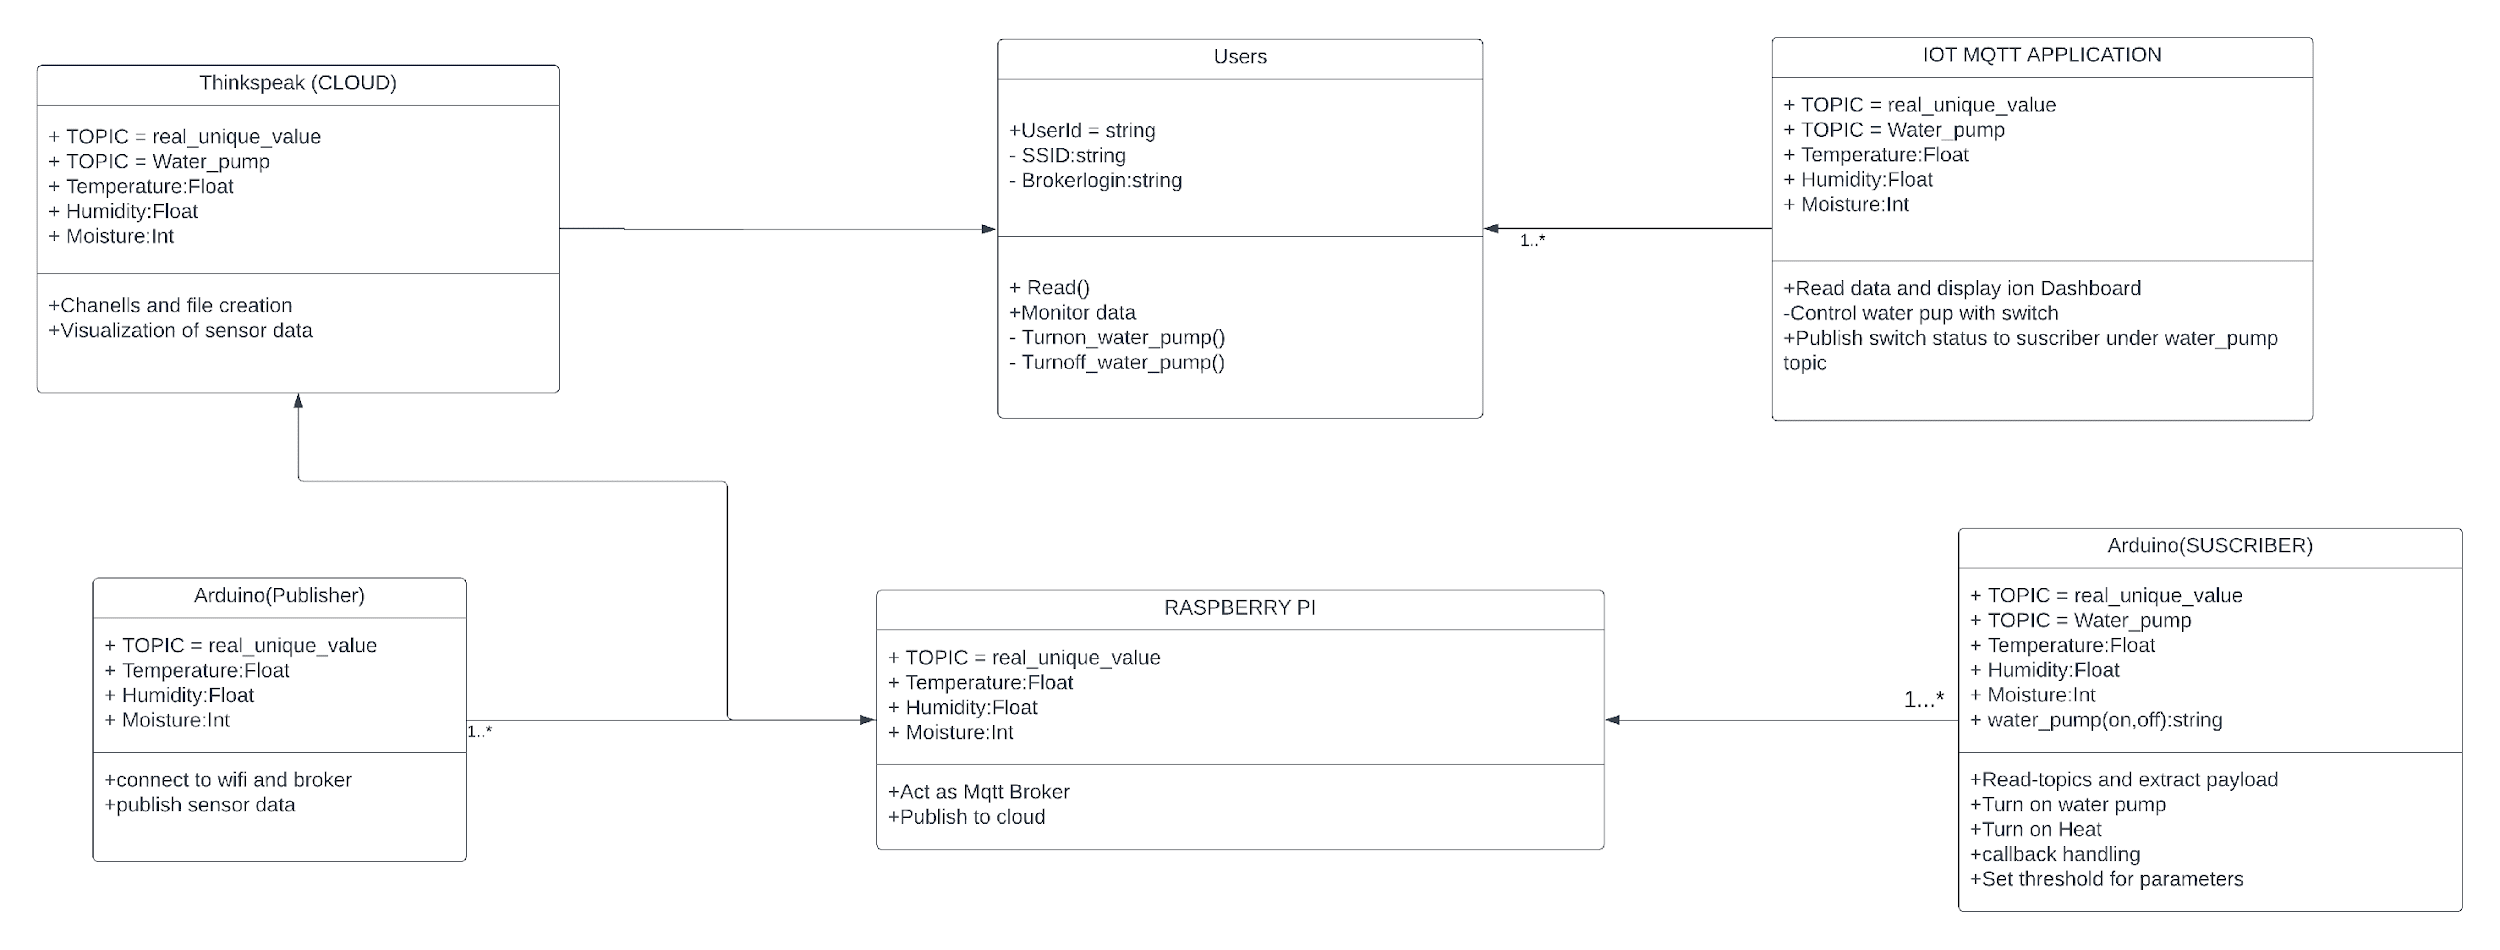 Thinkspeak (CLOUD)
+ TOPIC = real_unique_value
+ TOPIC = Water_pump
+ Temperature:Float
+ Humidity:Float
+ Moisture:Int
+Chanells and file creation
+Visualization of sensor data
Users
+UserId = string
- SSID:string
- Brokerlogin:string
+ Read()
+Monitor data
- Turnon_water_pump()
- Turnoff_water_pump()
1..*
IOT MQTT APPLICATION
+ TOPIC = real_unique_value
+ TOPIC = Water_pump
+ Temperature:Float
+ Humidity:Float
+ Moisture:Int
+Read data and display ion Dashboard
-Control water pup with switch
+Publish switch status to suscriber under water_pump
topic
Arduino(Publisher)
+ TOPIC = real_unique_value
+ Temperature:Float
+ Humidity:Float
+ Moisture:Int
+connect to wifi and broker
+publish sensor data
1..*
RASPBERRY PI
+ TOPIC = real_unique_value
+ Temperature:Float
+ Humidity:Float
+ Moisture:Int
+Act as Mqtt Broker
+Publish to cloud
1...*
Arduino(SUSCRIBER)
+ TOPIC = real_unique_value
+ TOPIC = Water_pump
+ Temperature:Float
+ Humidity:Float
+ Moisture:Int
+ water_pump(on,off):string
+Read-topics and extract payload
+Turn on water pump
+Turn on Heat
+callback handling
+Set threshold for parameters